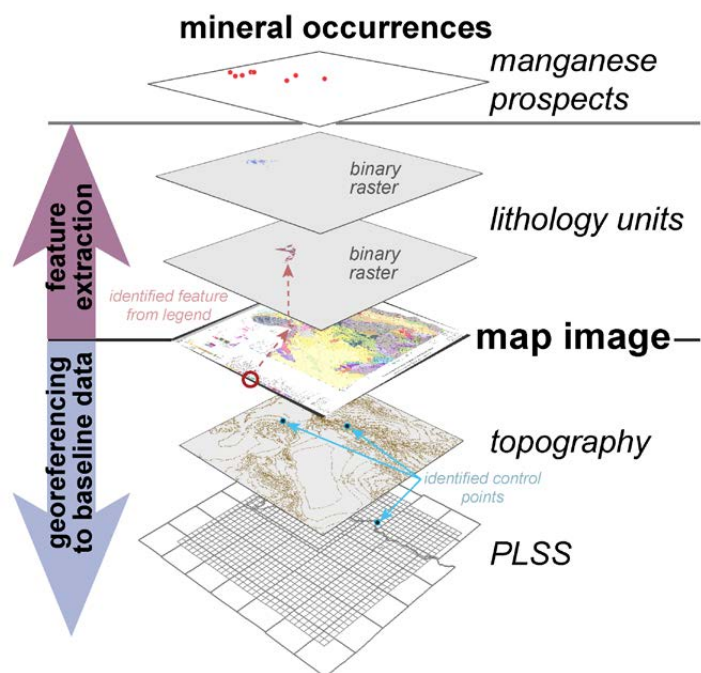 mineral occurrences
manganese
prospects
binary
raster
lithology units
binary
raster
feature
extraction
identified feature
from legend
map image
georeferencing
to baseline data
topography
identified control
points
PLSS